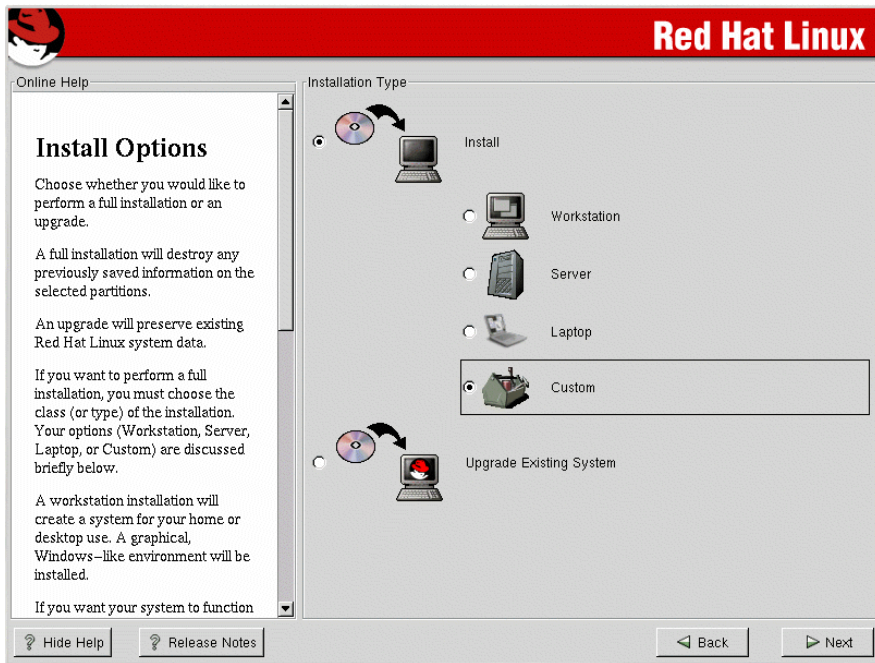 Red Hat Linux
Online Help
Install Options
Choose whether you would like to
perform a full installation or an
upgrade.
A full installation will destroy any
previously saved information on the
selected partitions.
An upgrade will preserve existing
Red Hat Linux system data.
If you want to perform a full
installation, you must choose the
class (or type) of the installation.
Your options (Workstation, Server,
Laptop, or Custom) are discussed
briefly below.
A workstation installation will
create a system for your home or
desktop use. A graphical,
Windows-like environment will be
installed.
If you want your system to function
Installation Type
Install
Workstation
Server
Laptop
Custom
Upgrade Existing System
Hide Help
Release Notes
Back
Next